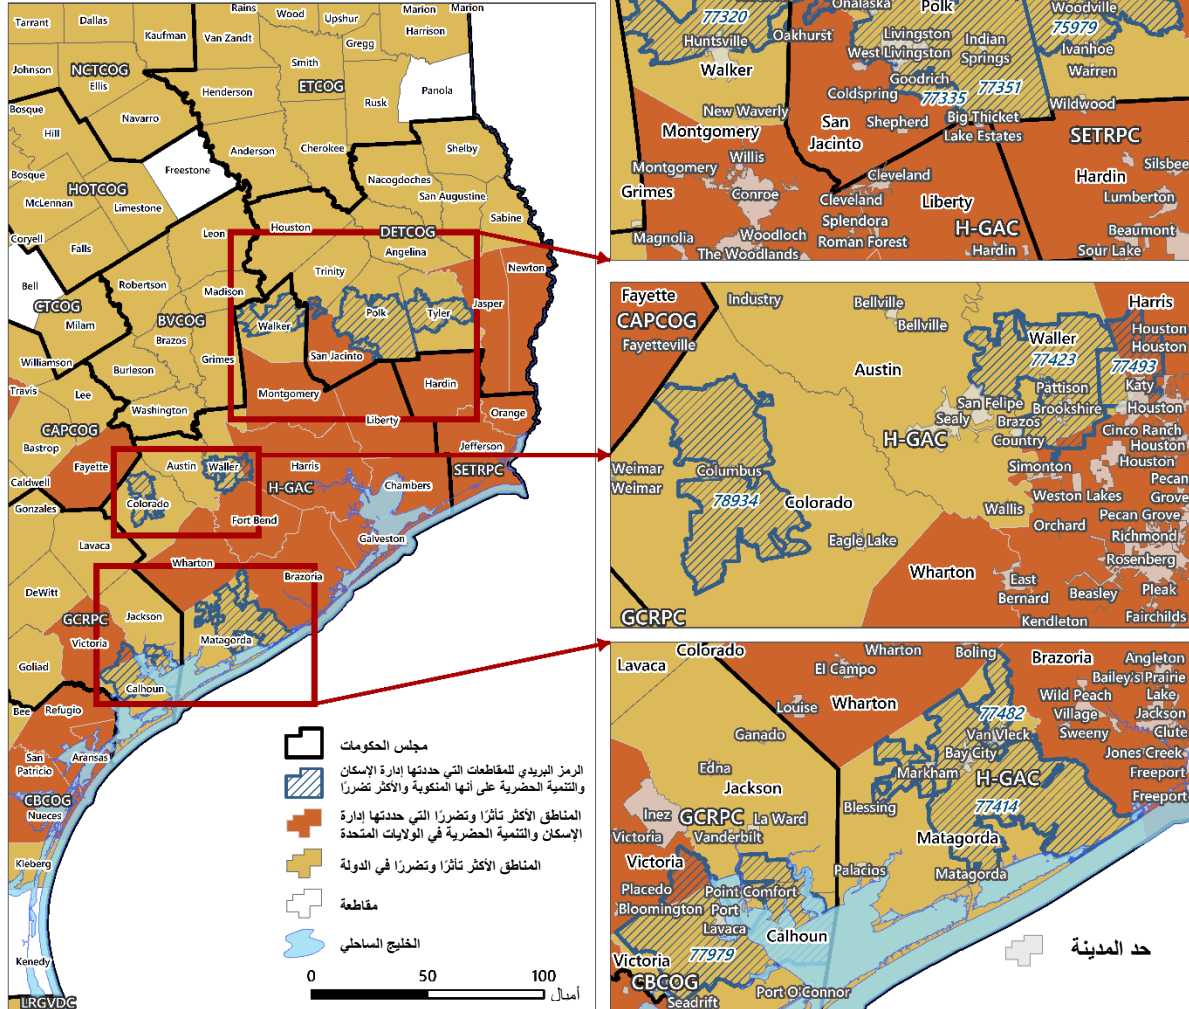 Tarrant
Dallas
Kaufman
Rains
Wood
Upshur
Marion
Marion
Van Zandt
Gregg
Harrison
NCTCOG
Johnson
Ellis
Smith
ETCOG
Henderson
Rusk
Panola
Bosque
Navarro
Hill
Anderson
Cherokee
Shelby
Freestone
Bosque
HOTCOG
McLennan
Limestone
Nacogdoches
San Augustine
Coryell
Falls
Leon
Houston
DETCOG
Sabine
Angelina
Bell
Robertson
Madison
Trinity
Newton
CTCOG
Milam
BVCOG
Brazos
Walker
Polk
Tyler
Jasper
Williamson
Burleson
Grimes
San Jacinto
Travis
Lee
Washington
Montgomery
Hardin
CAPCOG
Bastrop
Liberty
Orange
Jefferson
Fayette
Austin
Waller
Harris
SETRPC
Caldwell
H-GAC
Chambers
Gonzales
Colorado
Fort Bend
Lavaca
Galveston
Wharton
DeWitt
Brazoria
Jackson
GCRPC
Victoria
Matagorda
Goliad
Calhoun
Bee
Refugio
San
Patricio
Aransas
CBCOG
Nueces
Kleberg
Kenedy
LRGVDC
مجلس الحكومات
الرمز البريدي للمقاطعات التي حددتها إدارة الإسكان
والتنمية الحضرية على أنها المنكوبة والأكثر تضررًا
المناطق الأكثر تأثرًا وتضررًا التي حددتها إدارة
الإسكان والتنمية الحضرية في الولايات المتحدة
المناطق الأكثر تأثرًا وتضررًا في الدولة
مقاطعة
الخليج الساحلي
0
50
100
أميال
Onalaska
Polk
Woodville
77320
Huntsville
Oakhurst
Livingston
West Livingston
Indian
Springs
75979
Ivanhoe
Walker
Goodrich
Warren
Coldspring
77335
77351
New Waverly
Wildwood
Montgomery
San
Jacinto
Shepherd
Big Thicket
Lake Estates
SETRPC
Willis
Montgomery
Silsbee
Cleveland
Hardin
Grimes
Conroe
Cleveland
Liberty
Lumberton
Splendora
Magnolia
Woodloch
Roman Forest
H-GAC
Beaumont
The Woodlands
Hardin
Sour Lake
Fayette
Industry
Bellville
Harris
CAPCOG
Bellville
Waller
Houston
Fayetteville
77423
Houston
77493
Austin
Pattison
Katy
San Felipe
Brookshire
Houston
Sealy
Brazos
Country
Cinco Ranch
H-GAC
Houston
Weimar
Columbus
Simonton
Houston
Weimar
Pecan
Grove
78934
Colorado
Weston Lakes
Wallis
Pecan Grove
Orchard
Eagle Lake
Richmond
Rosenberg
Wharton
East
Bernard
Beasley
Pleak
GCRPC
Kendleton
Fairchilds
Colorado
Lavaca
Wharton
Boling
Brazoria
Angleton
El Campo
Bailey's Prairie
Wharton
Wild Peach
Village
Lake
Jackson
Louise
77482
Van Vleck
Sweeny
Clute
Ganado
Bay City
Jones Creek
Edna
Markham
H-GAC
Freeport
Jackson
Freeport
Inez
GCRPC
La Ward
Blessing
77414
Victoria
Vanderbilt
Matagorda
Victoria
Palacios
Matagorda
Placedo
Point Comfort
Bloomington
Port
Lavaca
Calhoun
Victoria
77979
CBCOG
Seadrift
Port O'Connor
حد المدينة